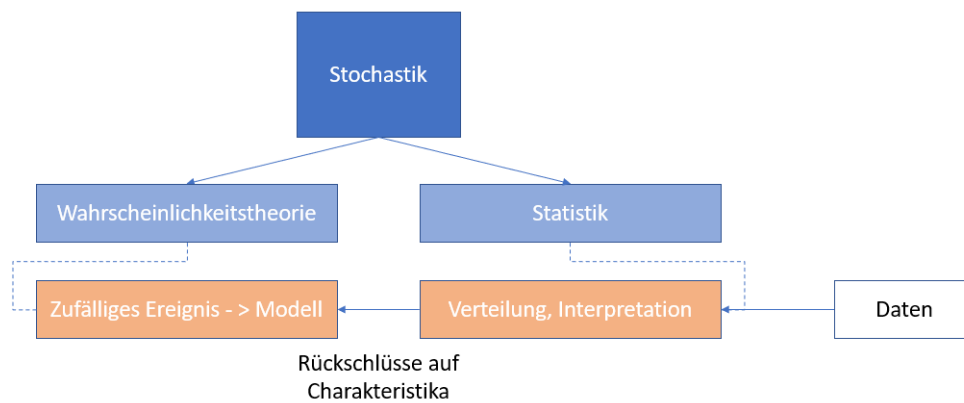 Stochastik
Wahrscheinlichkeitstheorie
Statistik
Zufälliges Ereignis - > Modell
Verteilung, Interpretation
Daten
Rückschlüsse auf
Charakteristika